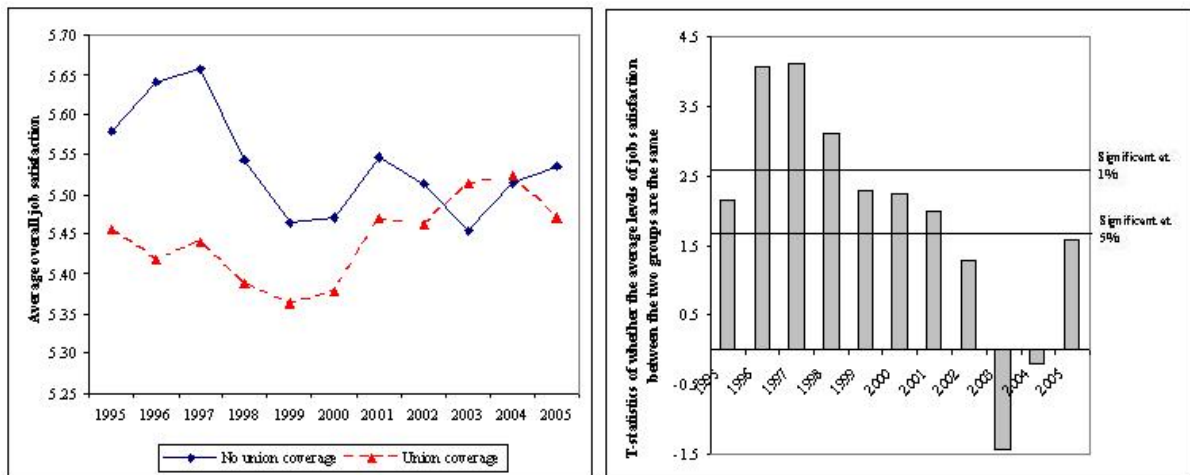 Average overall job satisfaction
5.70
5.65
5.60
5.55
5.50
5.45
5.40
5.35
5.30
5.25
1995 1996 1997 1998 1999 2000 2001 2002 2003 2004 2005
No union coverage Union coverage
T-statistics of whether the average levels of job satisfaction
between the two groups are the same
4.5
3.5
2.5
1.5
0.5
-0.5
-1.5
1995 1996 1997 1998 1999 2000 2001 2002 2003 2004 2005
Significant at
1%
Significant at
5%